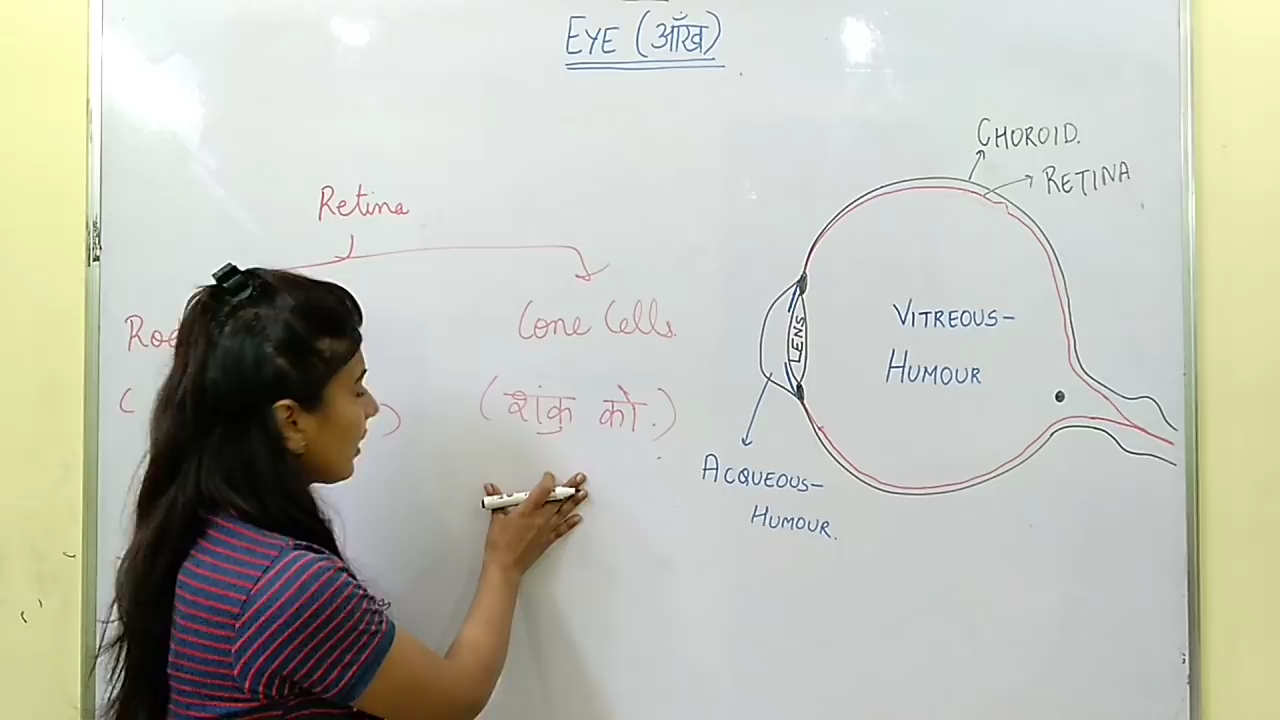 EYE (आँख)
CHOROID.
RETINA
Retina
Cone Cells.
(शंकु को.)
LENS
VITREOUS-
HUMOUR
ACQUEOUS-
HUMOUR.